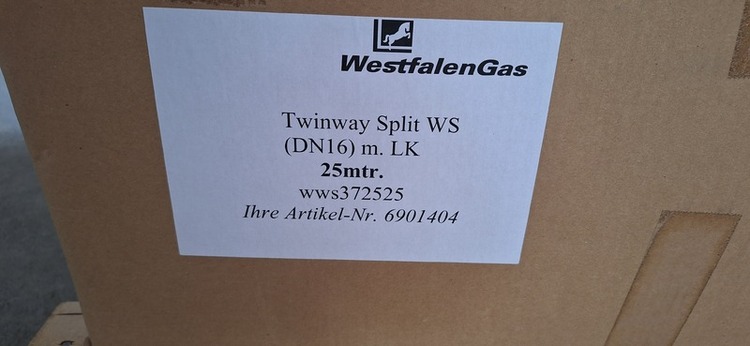 WestfalenGas
Twinway Split WS
(DN16) m. LK
25mtr.
wws372525
Ihre Artikel-Nr. 6901404